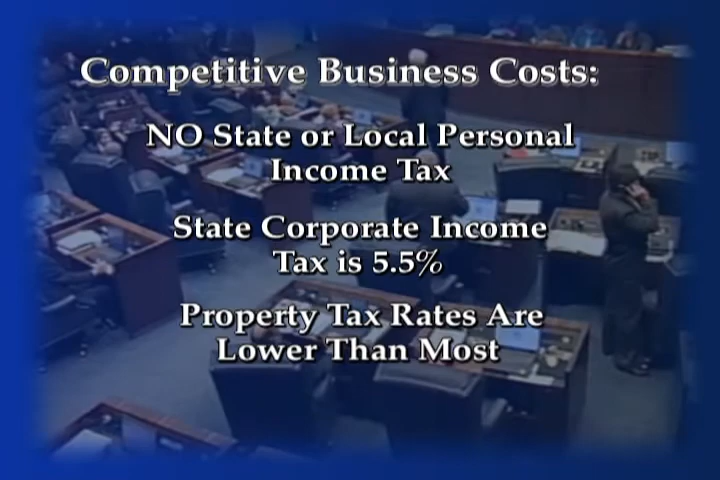 Competitive Business Costs:
NO State or Local Personal
Income Tax
State Corporate Income
Tax is 5.5%
Property Tax Rates Are
Lower Than Most